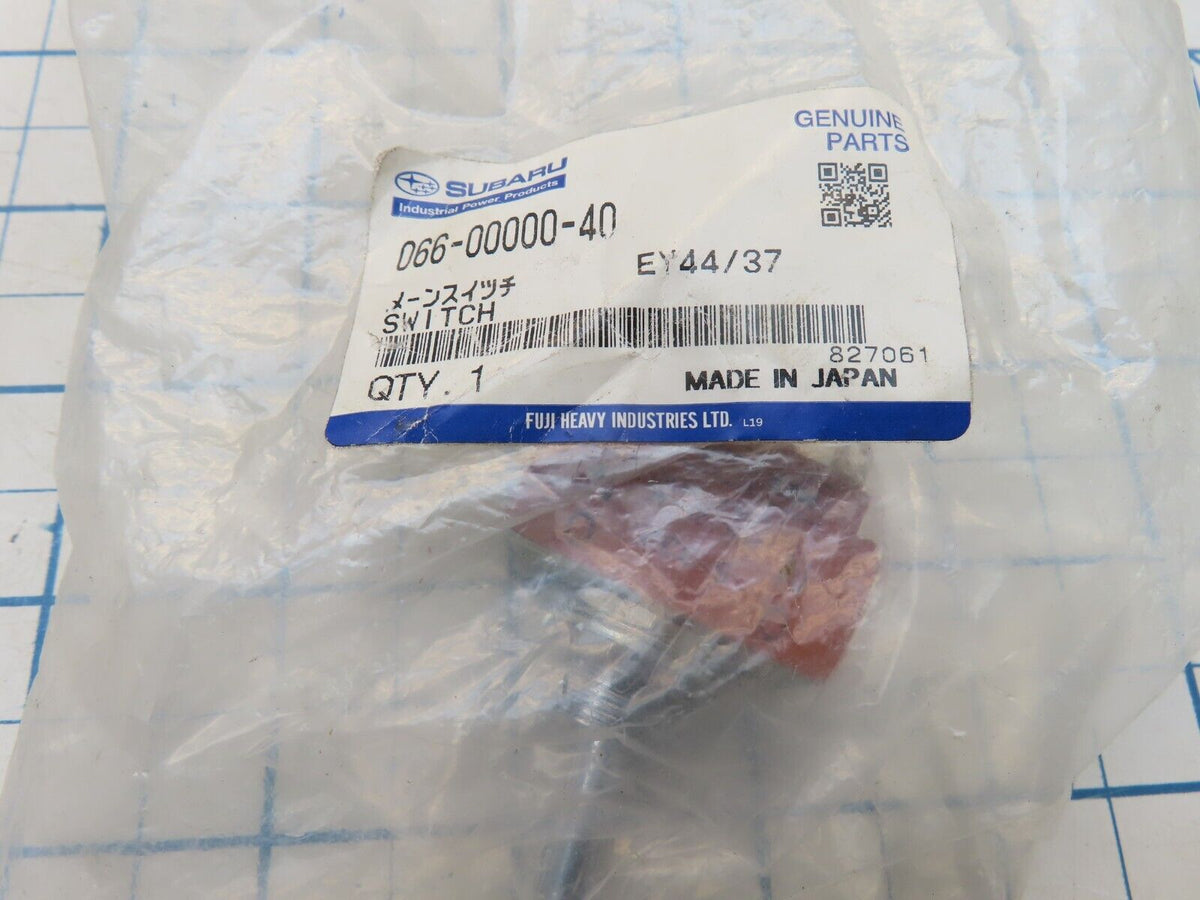 GENUINE
PARTS
SUBARU
Industrial Power Products
066-00000-40
EY44/37
メーンスイツチ
SWITCH
827061
QTY. 1
MADE IN JAPAN
FUJI HEAVY INDUSTRIES LTD. L19